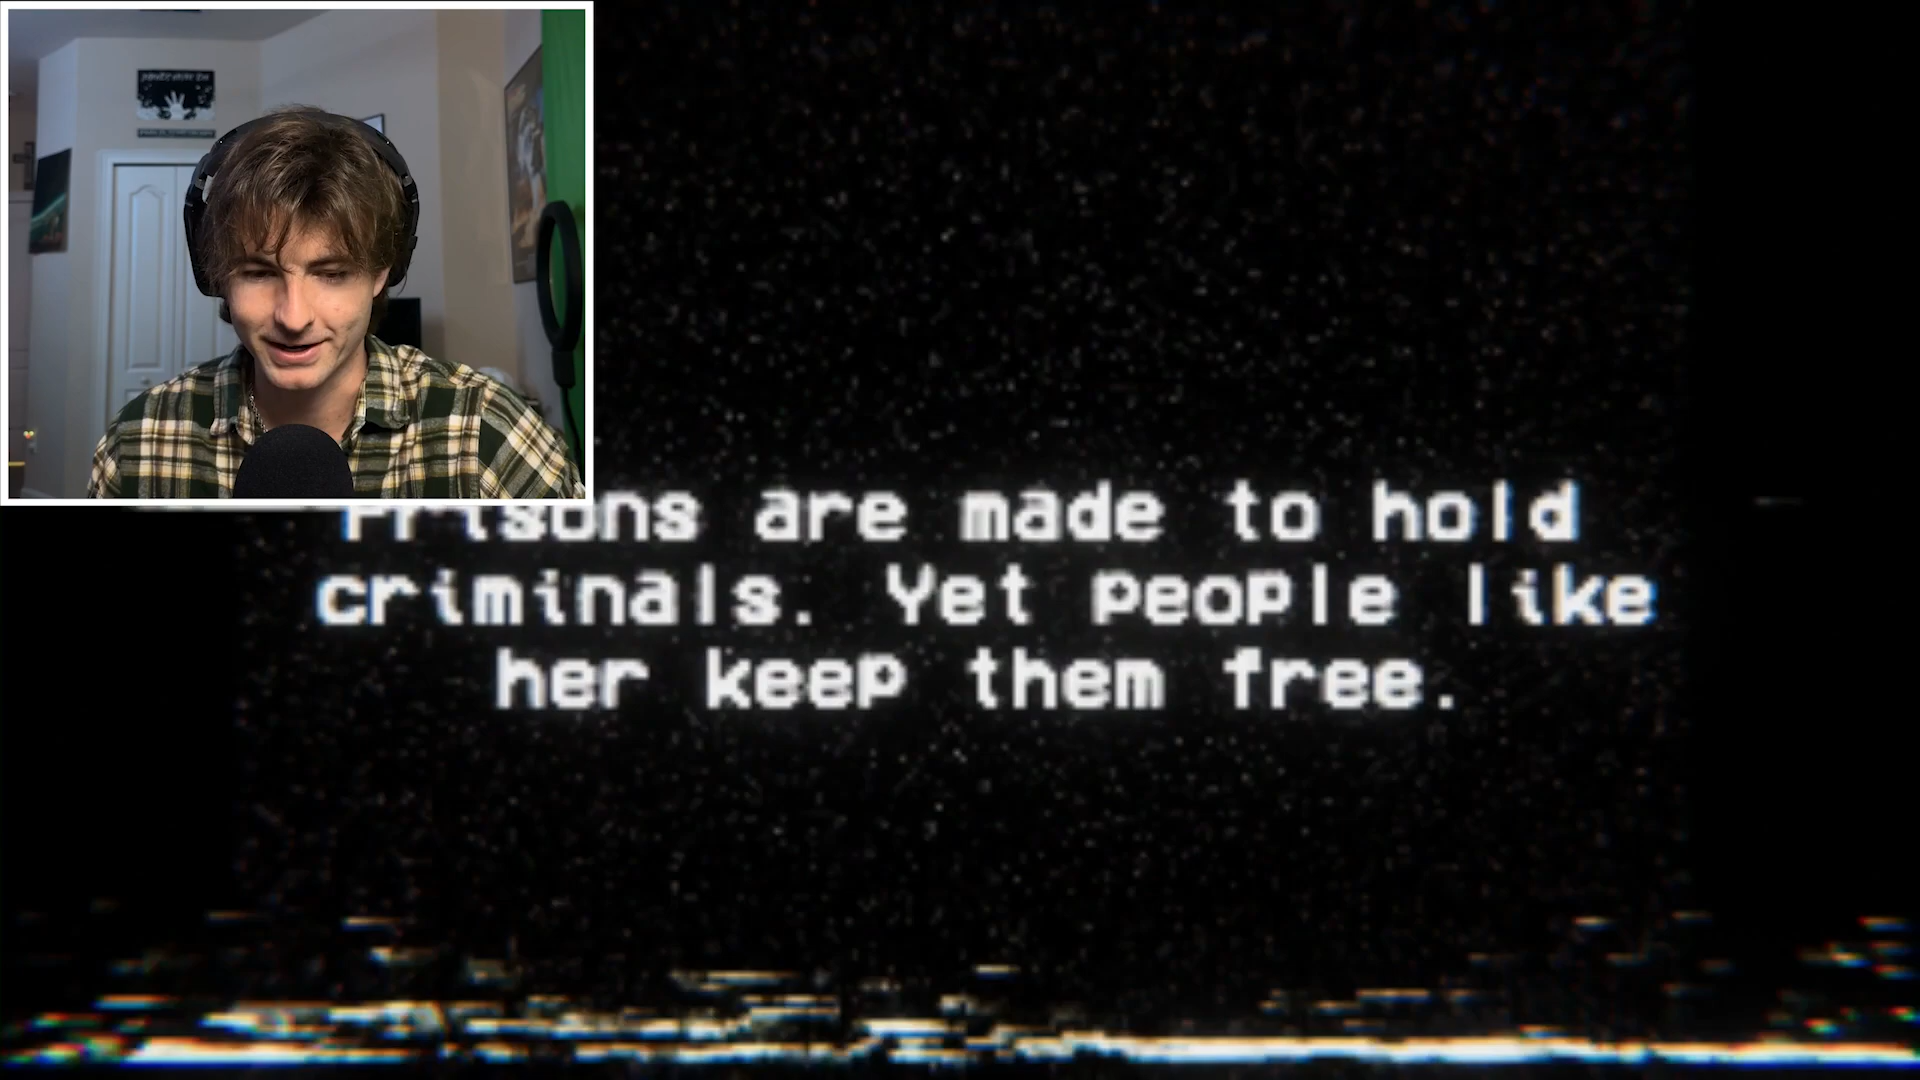 Prisons are made to hold
criminals. Yet people like
her keep them free.